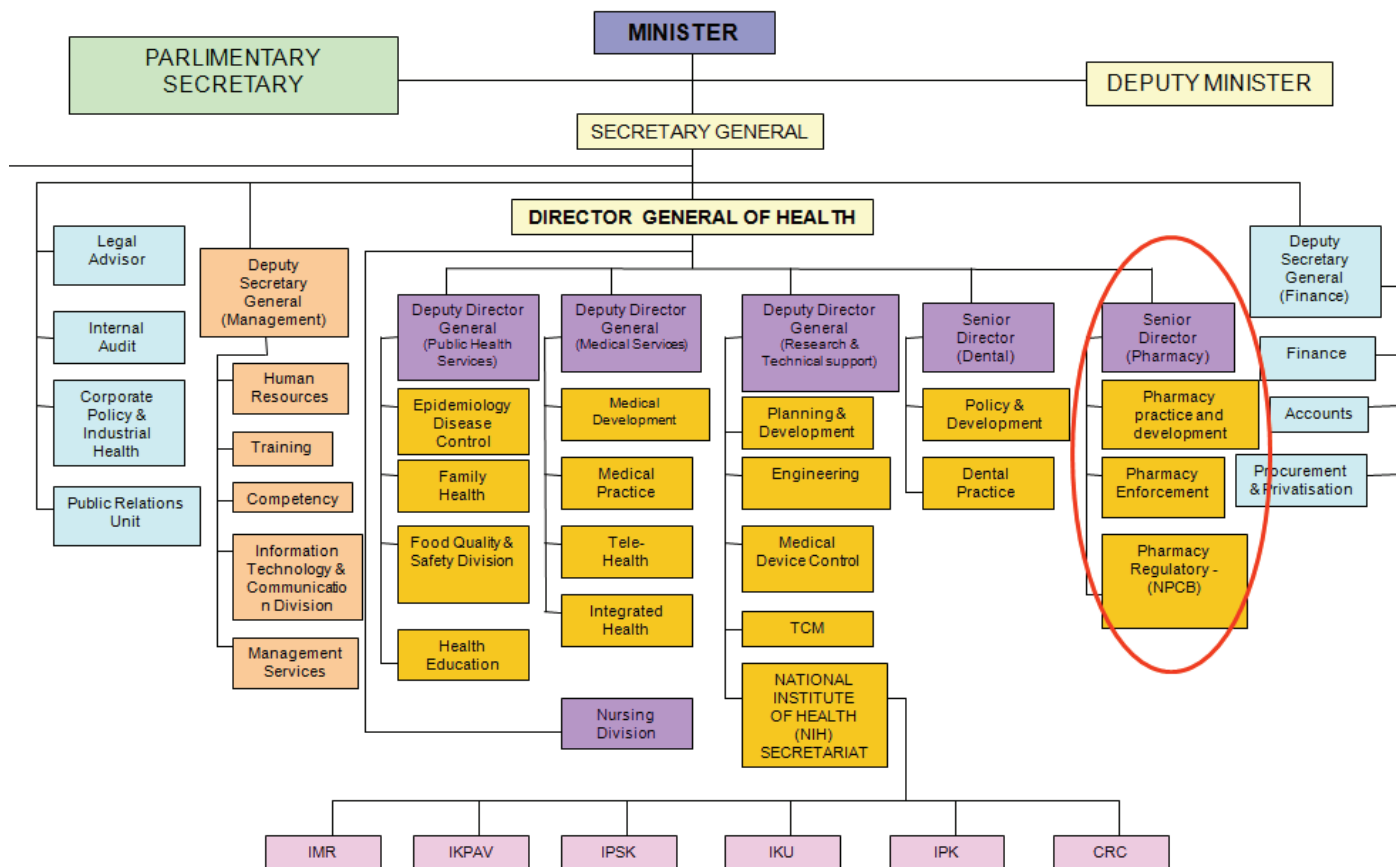 MINISTER
PARLIMENTARY
SECRETARY
DEPUTY MINISTER
SECRETARY GENERAL
DIRECTOR GENERAL OF HEALTH
Legal
Advisor
Internal
Audit
Corporate
Policy &
Industrial
Health
Public Relations
Unit
Deputy
Secretary
General
(Management)
Human
Resources
Training
Competency
Information
Technology &
Communicatio
n Division
Management
Services
Deputy Director
General
(Public Health
Services)
Epidemiology
Disease
Control
Family
Health
Food Quality &
Safety Division
Health
Education
Deputy Director
General
(Medical Services)
Medical
Development
Medical
Practice
Tele-
Health
Integrated
Health
Nursing
Division
Deputy Director
General
(Research &
Technical support)
Planning &
Development
Engineering
Medical
Device Control
TCM
NATIONAL
INSTITUTE
OF HEALTH
(NIH)
SECRETARIAT
Senior
Director
(Dental)
Policy &
Development
Dental
Practice
Senior
Director
(Pharmacy)
Pharmacy
practice and
development
Pharmacy
Enforcement
Pharmacy
Regulatory -
(NPCB)
Deputy
Secretary
General
(Finance)
Finance
Accounts
Procurement
& Privatisation
IMR
IKPAV
IPSK
IKU
IPK
CRC